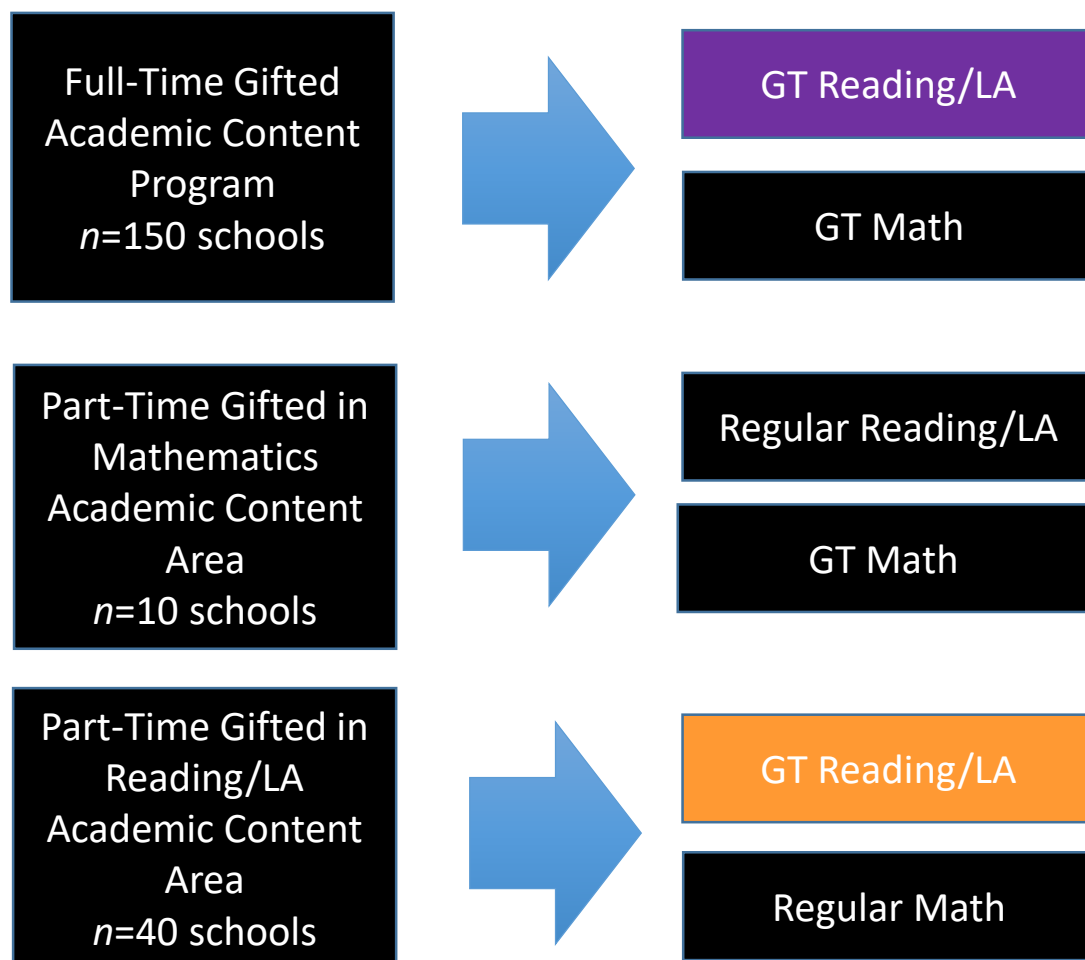 Full-Time Gifted
Academic Content
Program
n=150 schools
GT Reading/LA
GT Math
Part-Time Gifted in
Mathematics
Academic Content
Area
n=10 schools
Regular Reading/LA
GT Math
Part-Time Gifted in
Reading/LA
Academic Content
Area
n=40 schools
GT Reading/LA
Regular Math